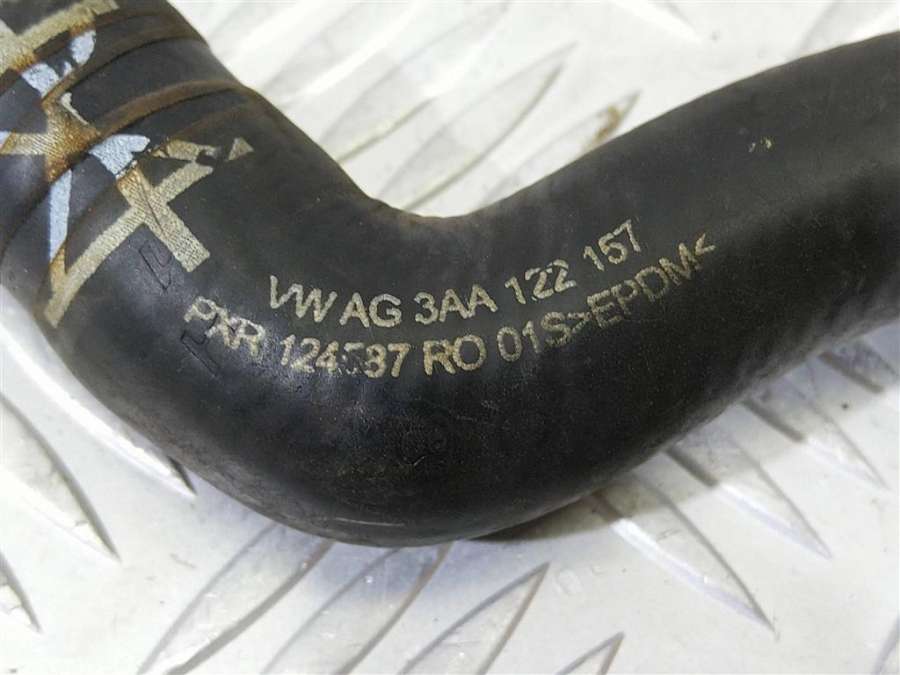 VW AG 3AA 122 157
PXR 124587 RO 01S>EPDM<